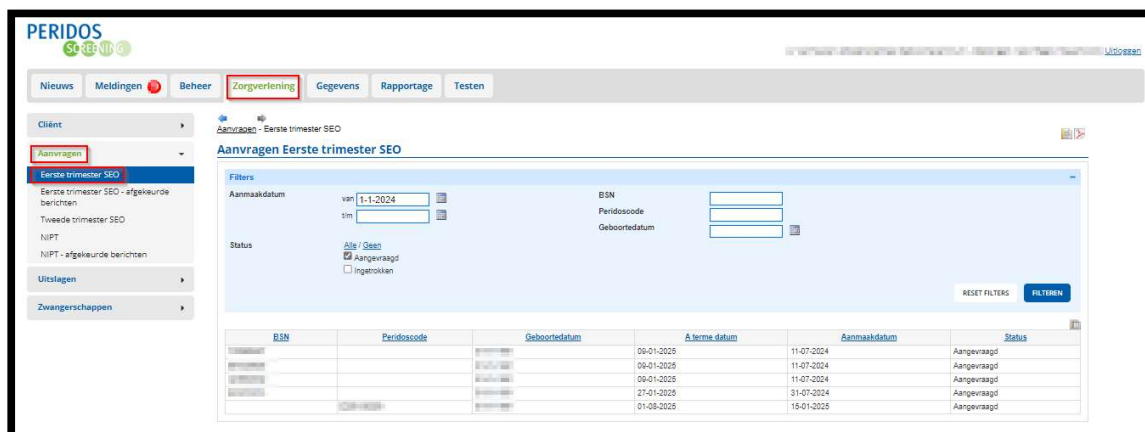 PERIDOS
SCREENING
Uitloggen
Nieuws Meldingen Beheer Zorgverlening Gegevens Rapportage Testen
Cliënt
Aanvragen
Eerste trimester SEO
Eerste trimester SEO - afgekeurde
berichten
Tweede trimester SEO
NIPT
NIPT - afgekeurde berichten
Uitslagen
Zwangerschappen
Aanvragen - Eerste trimester SEO
Aanvragen Eerste trimester SEO
Filters
Aanmaakdatum van 1-1-2024 BSN
t/m Peridoscode
Geboortedatum
Status Alle / Geen
Aangevraagd
Ingetrokken
RESET FILTERS FILTEREN
BSN Peridoscode Geboortedatum A terme datum Aanmaakdatum Status
09-01-2025 11-07-2024 Aangevraagd
09-01-2025 11-07-2024 Aangevraagd
09-01-2025 11-07-2024 Aangevraagd
27-01-2025 31-07-2024 Aangevraagd
01-08-2025 15-01-2025 Aangevraagd